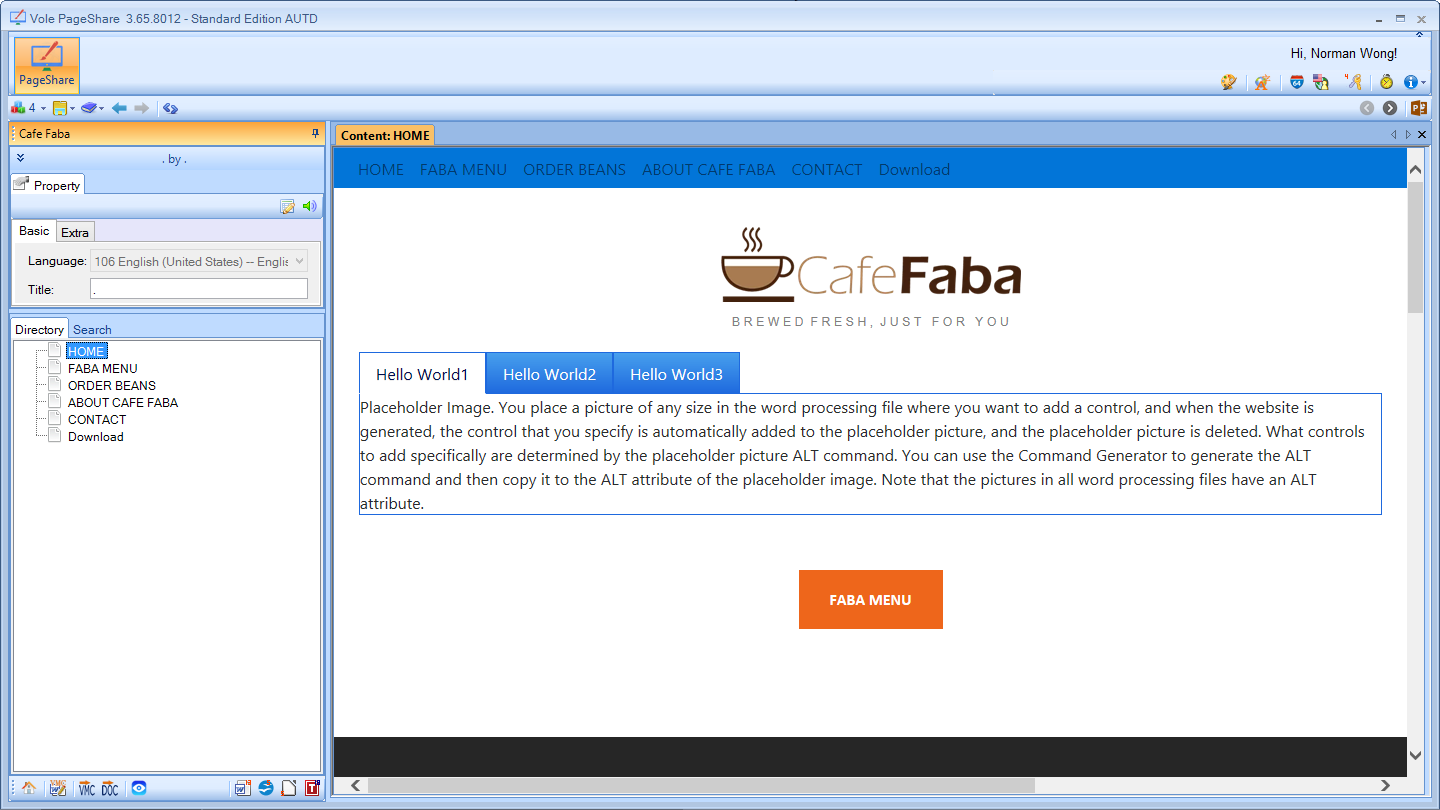 Vole PageShare 3.65.8012 - Standard Edition AUTD
Hi, Norman Wong!
PageShare
4
Cafe Faba
. by .
Property
Basic
Extra
Language:
106 English (United States) -- Englis
Title:
.
Directory
Search
HOME
FABA MENU
ORDER BEANS
ABOUT CAFE FABA
CONTACT
Download
VMC
DOC
Content: HOME
HOME FABA MENU ORDER BEANS ABOUT CAFE FABA CONTACT Download
CafeFaba
BREWED FRESH, JUST FOR YOU
Hello World1
Hello World2
Hello World3
Placeholder Image. You place a picture of any size in the word processing file where you want to add a control, and when the website is
generated, the control that you specify is automatically added to the placeholder picture, and the placeholder picture is deleted. What controls
to add specifically are determined by the placeholder picture ALT command. You can use the Command Generator to generate the ALT
command and then copy it to the ALT attribute of the placeholder image. Note that the pictures in all word processing files have an ALT
attribute.
FABA MENU